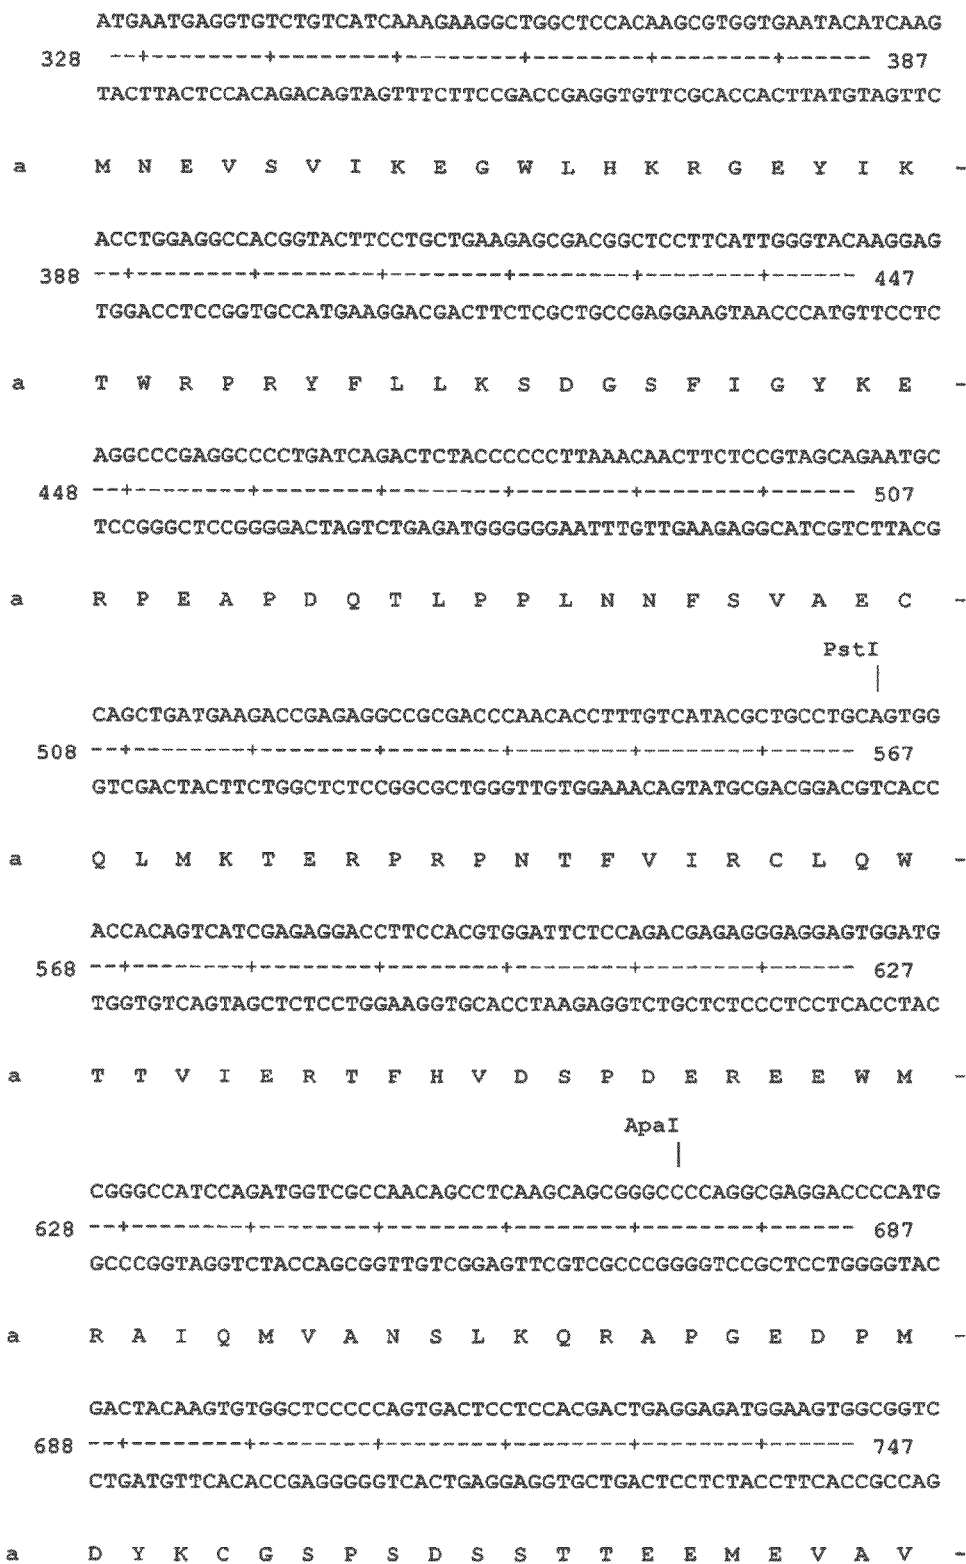 ATGAATGAGGTGTCTGTCATCAAAGAAGGCTGGCTCCACAAGCGTGGTGAATACATCAAG
328 --+---------+---------+---------+---------+---------+---------+------- 387
TACTTACTCCACAGACAGTAGTTTCTTCCGACCGAGGTGTTCGCACCACTTATGTAGTTC
a M N E V S V I K E G W L H K R G E Y I K -
ACCTGGAGGCCACGGTACTTCCTGCTGAAGAGCGACGGCTCCTTCATTGGGTACAAGGAG
388 --+---------+---------+---------+---------+---------+---------+------- 447
TGGACCTCCGGTGCCATGAAGGACGACTTCTCGCTGCCGAGGAAGTAACCCATGTTCCTC
a T W R P R Y F L L K S D G S F I G Y K E -
AGGCCCGAGGCCCCTGATCAGACTCTACCCCCCTTAAACAACTTCTCCGTAGCAGAATGC
448 --+---------+---------+---------+---------+---------+---------+------- 507
TCCGGGCTCCGGGGACTAGTCTGAGATGGGGGGAATTTGTTGAAGAGGCATCGTCTTACG
a R P E A P D Q T L P P L N N F S V A E C -
PstI
CAGCTGATGAAGACCGAGAGGCCGCGACCCAACACCTTTGTCATACGCTGCCTGCAGTGG
508 --+---------+---------+---------+---------+---------+---------+------- 567
GTCGACTACTTCTGGCTCTCCGGCGCTGGGTTGTGGAAACAGTATGCGACGGACGTCACC
a Q L M K T E R P R P N T F V I R C L Q W -
ACCACAGTCATCGAGAGGACCTTCCACGTGGATTCTCCAGACGAGAGGGAGGAGTGGATG
568 --+---------+---------+---------+---------+---------+---------+------- 627
TGGTGTCAGTAGCTCTCCTGGAAGGTGCACCTAAGAGGTCTGCTCTCCCTCCTCACCTAC
a T T V I E R T F H V D S P D E R E E W M -
ApaI
CGGGCCATCCAGATGGTCGCCAACAGCCTCAAGCAGCGGGCCCCAGGCGAGGACCCCATG
628 --+---------+---------+---------+---------+---------+---------+------- 687
GCCCGGTAGGTCTACCAGCGGTTGTCGGAGTTCGTCGCCCGGGGTCCGCTCCTGGGGTAC
a R A I Q M V A N S L K Q R A P G E D P M -
GACTACAAGTGTGGCTCCCCCAGTGACTCCTCCACGACTGAGGAGATGGAAGTGGCGGTC
688 --+---------+---------+---------+---------+---------+---------+------- 747
CTGATGTTCACACCGAGGGGGTCACTGAGGAGGTGCTGACTCCTCTACCTTCACCGCCAG
a D Y K C G S P S D S S T T E E M E V A V -